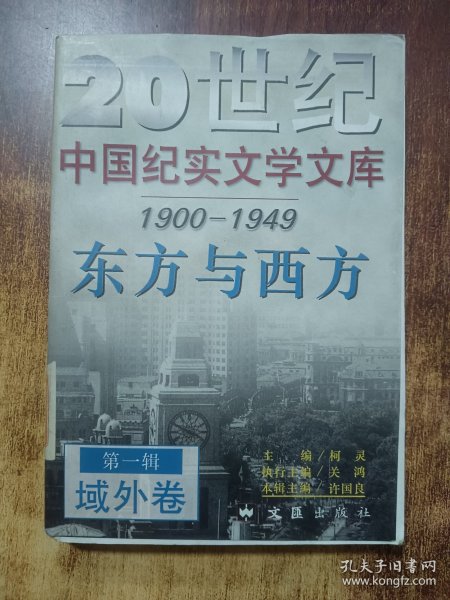 20世纪
中国纪实文学文库
1900-1949
东方与西方
第一辑
域外卷
主 编/柯 灵
执行主编/关 鸿
本辑主编/许国良
文匯出版社
孔夫子旧书网
www.kongfz.com